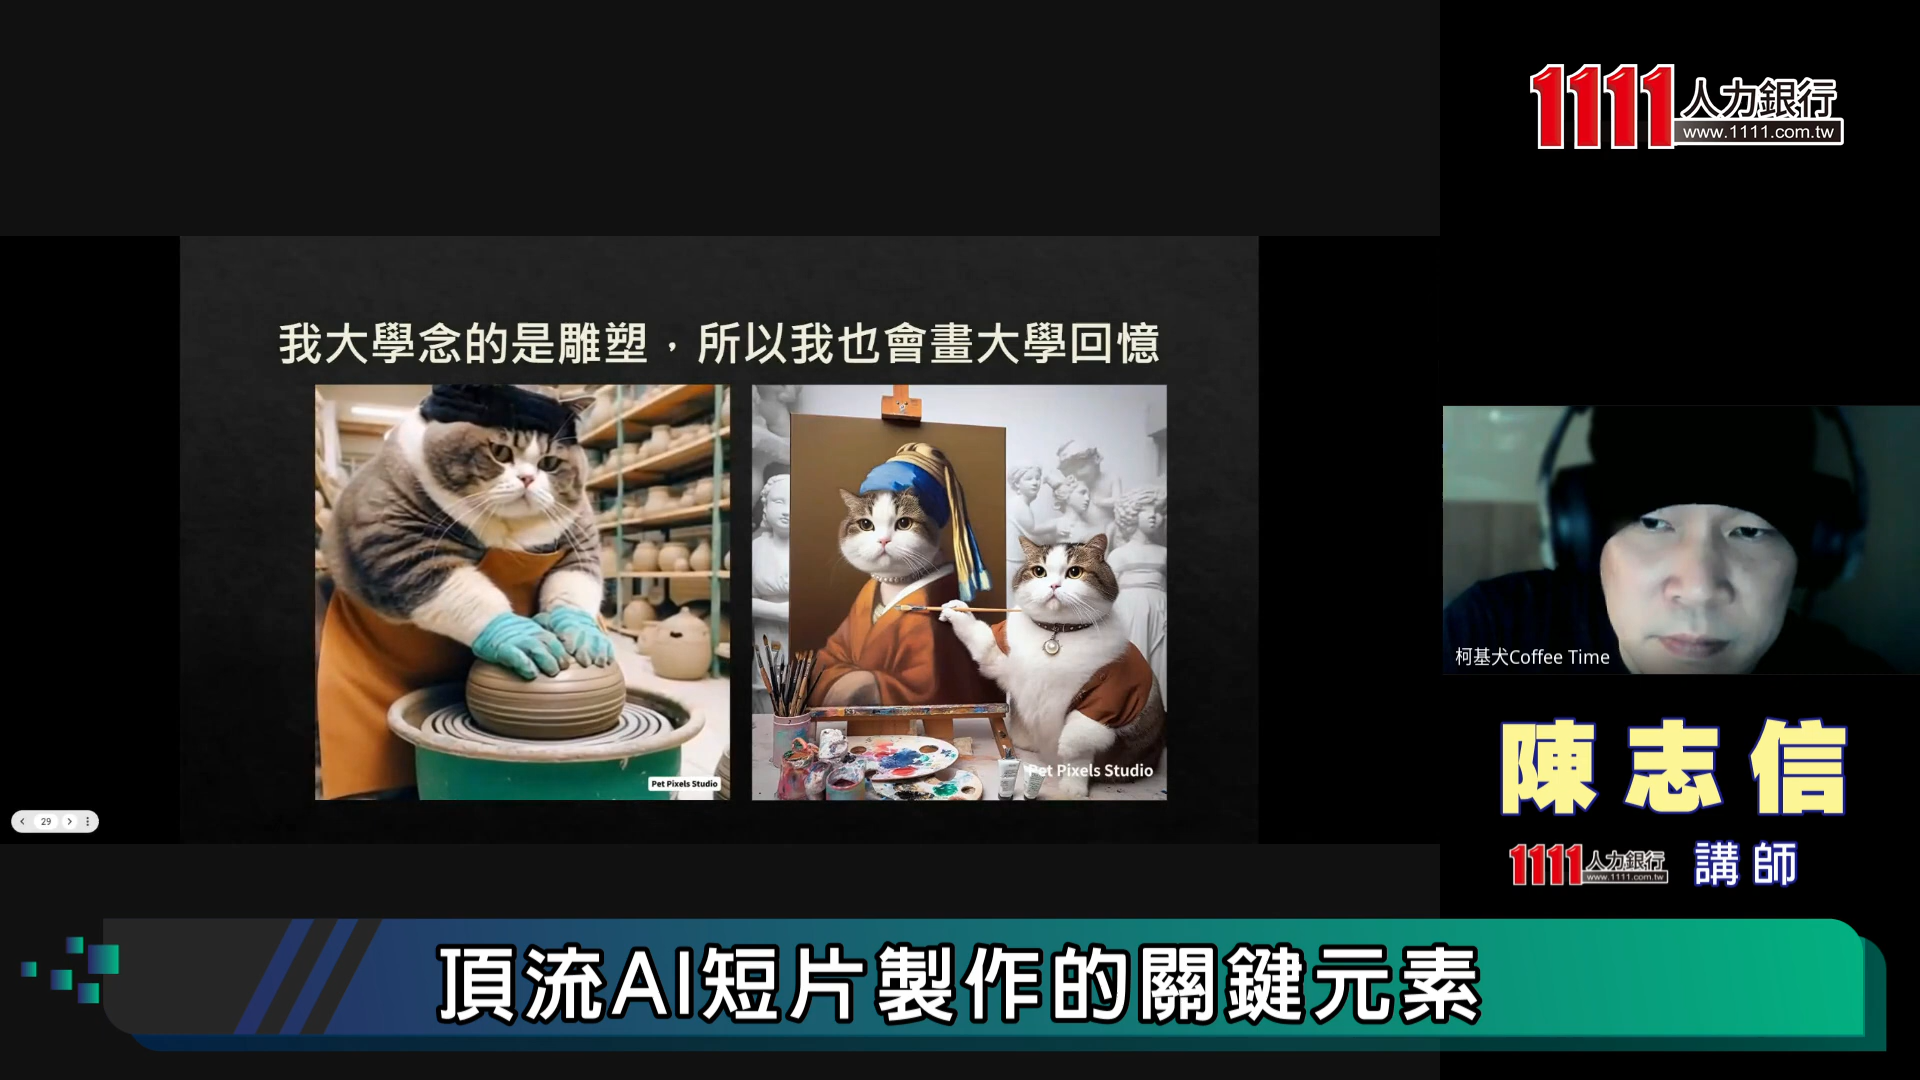 1111人力銀行
www.1111.com.tw
我大學念的是雕塑，所以我也會畫大學回憶
Pet Pixels Studio
Pet Pixels Studio
29
柯基犬Coffee Time
陳志信
1111人力銀行
www.1111.com.tw
講師
頂流AI短片製作的關鍵元素